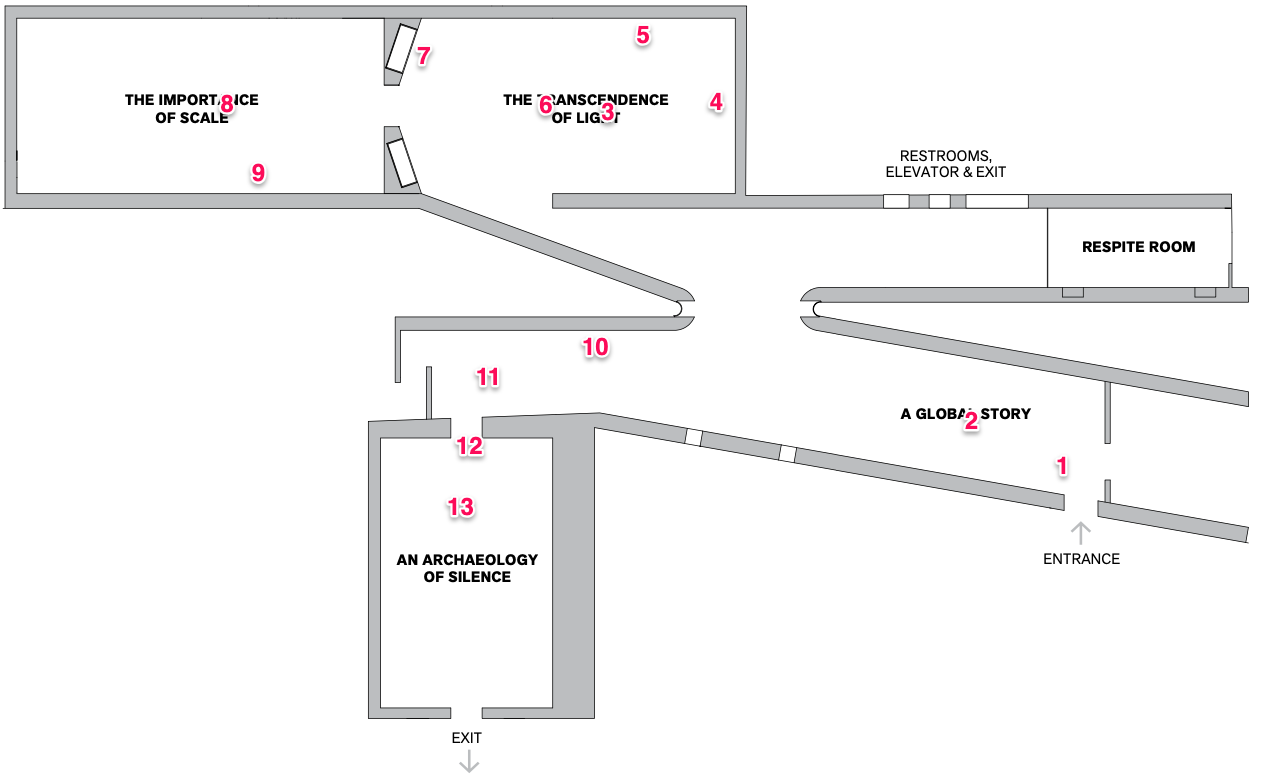 5
7
THE IMPORTANCE
8
OF SCALE
THE TRANSCENDENCE
6
3
OF LIGHT
4
9
RESTROOMS,
ELEVATOR & EXIT
RESPITE ROOM
10
11
A GLOBAL STORY
2
12
1
13
ENTRANCE
AN ARCHAEOLOGY
OF SILENCE
EXIT